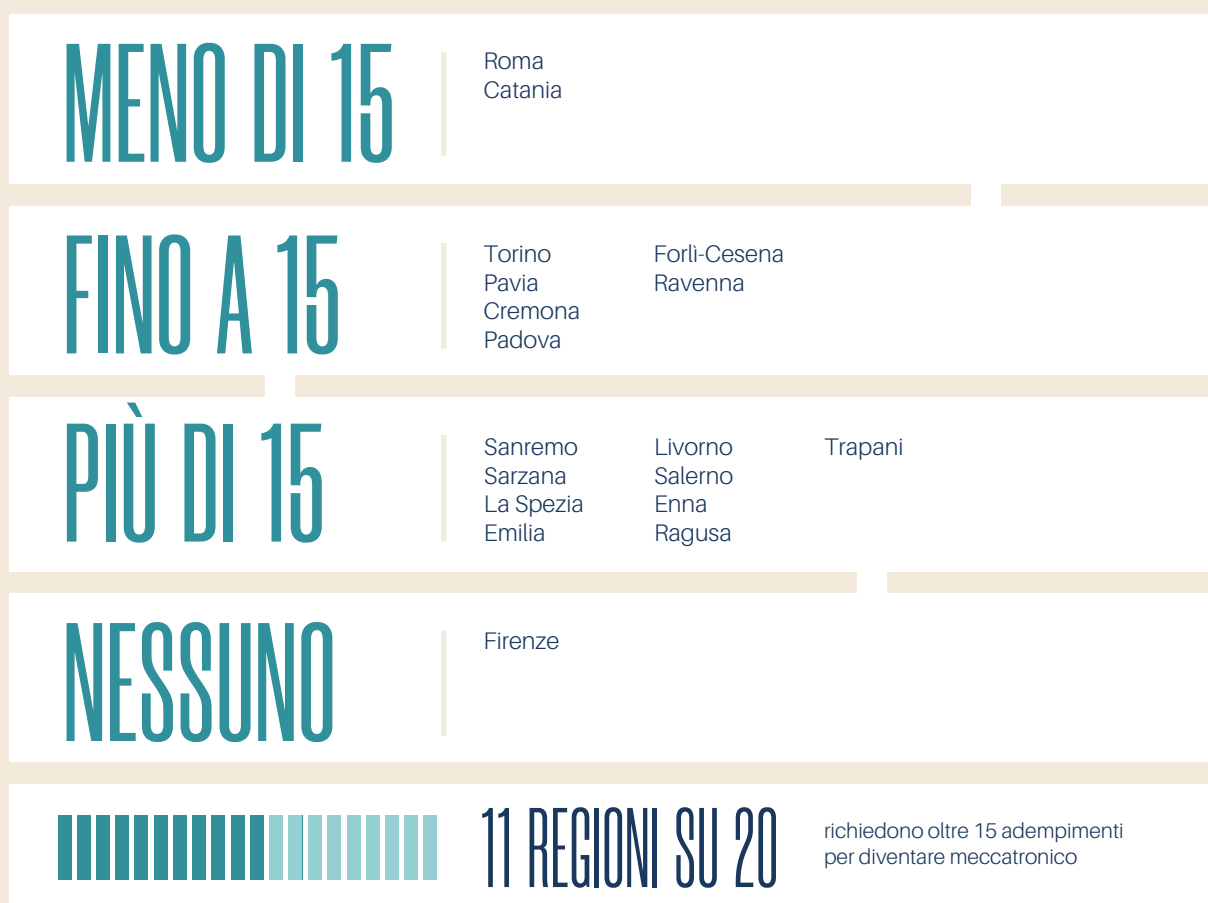 MENO DI 15
Roma
Catania
FINO A 15
Torino
Pavia
Cremona
Padova
Forlì-Cesena
Ravenna
PIÙ DI 15
Sanremo
Sarzana
La Spezia
Emilia
Livorno
Salerno
Enna
Ragusa
Trapani
NESSUNO
Firenze
11 REGIONI SU 20
richiedono oltre 15 adempimenti
per diventare meccatronico